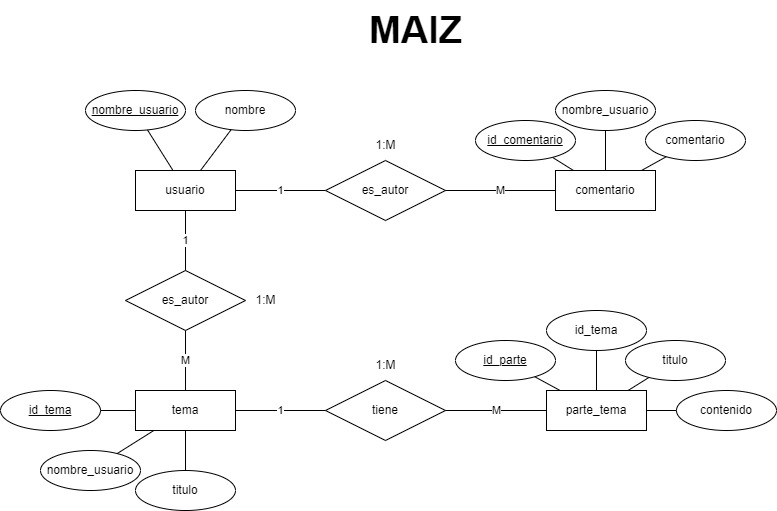 MAIZ
nombre_usuario
nombre
usuario
1
1:M
es_autor
M
id_comentario
nombre_usuario
comentario
comentario
1
es_autor
1:M
M
id_tema
tema
nombre_usuario
titulo
1
1:M
tiene
M
id_parte
id_tema
titulo
parte_tema
contenido